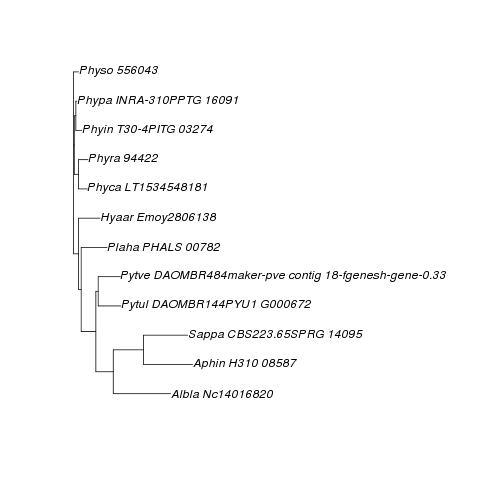 Physo 556043
Phypa INRA-310PPTG 16091
Phyin T30-4PITG 03274
Phyra 94422
Phyca LT1534548181
Hyaar Emoy2806138
Plaha PHALS 00782
Pytve DAOMBR484maker-pve contig 18-fgenesh-gene-0.33
Pytul DAOMBR144PYU1 G000672
Sappa CBS223.65SPRG 14095
Aphin H310 08587
Albla Nc14016820